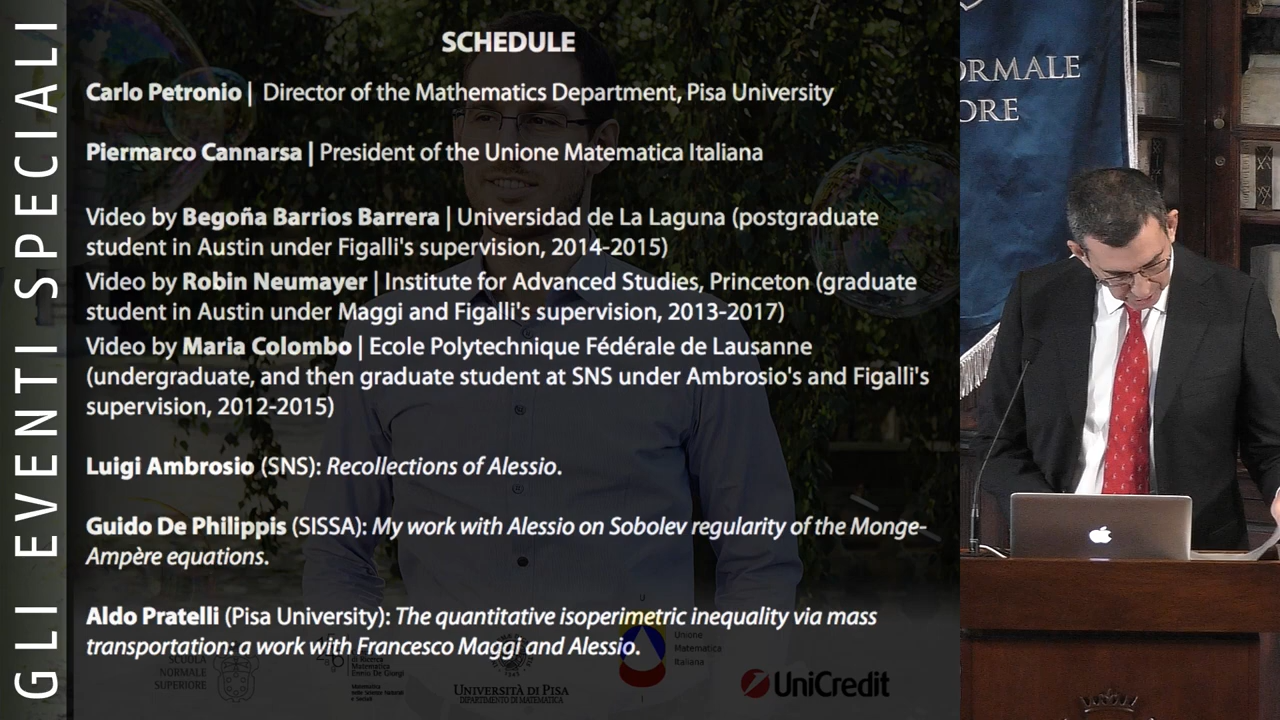 GLI EVENTI SPECIALI
SCHEDULE
Carlo Petronio | Director of the Mathematics Department, Pisa University
Piermarco Cannarsa | President of the Unione Matematica Italiana
Video by Begoña Barrios Barrera | Universidad de La Laguna (postgraduate
student in Austin under Figalli's supervision, 2014-2015)
Video by Robin Neumayer | Institute for Advanced Studies, Princeton (graduate
student in Austin under Maggi and Figalli's supervision, 2013-2017)
Video by Maria Colombo | Ecole Polytechnique Fédérale de Lausanne
(undergraduate, and then graduate student at SNS under Ambrosio's and Figalli's
supervision, 2012-2015)
Luigi Ambrosio (SNS): Recollections of Alessio.
Guido De Philippis (SISSA): My work with Alessio on Sobolev regularity of the Monge-
Ampère equations.
Aldo Pratelli (Pisa University): The quantitative isoperimetric inequality via mass
transportation: a work with Francesco Maggi and Alessio.
SCUOLA
NORMALE
SUPERIORE
di Ricerca
Matematica
Ennio De Giorgi
UNIVERSITÀ DI PISA
DIPARTIMENTO DI MATEMATICA
Unione
Matematica
Italiana
UniCredit
ORMALE
ORE